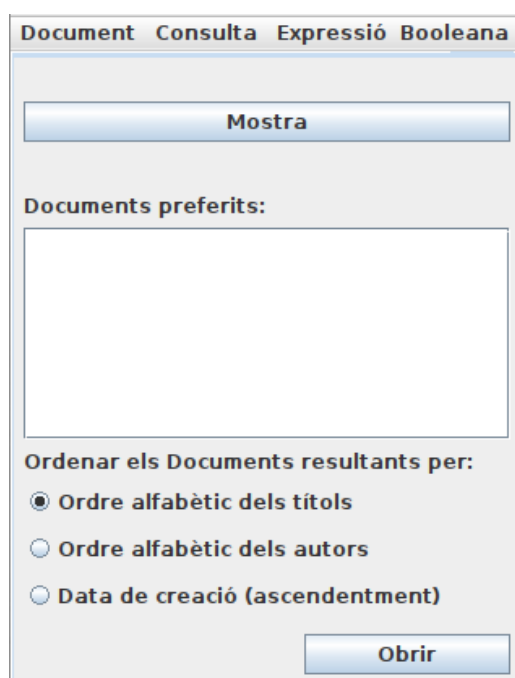 Document Consulta Expressió Booleana
Mostra
Documents preferits:
Ordenar els Documents resultants per:
Ordre alfabètic dels títols
Ordre alfabètic dels autors
Data de creació (ascendentment)
Obrir